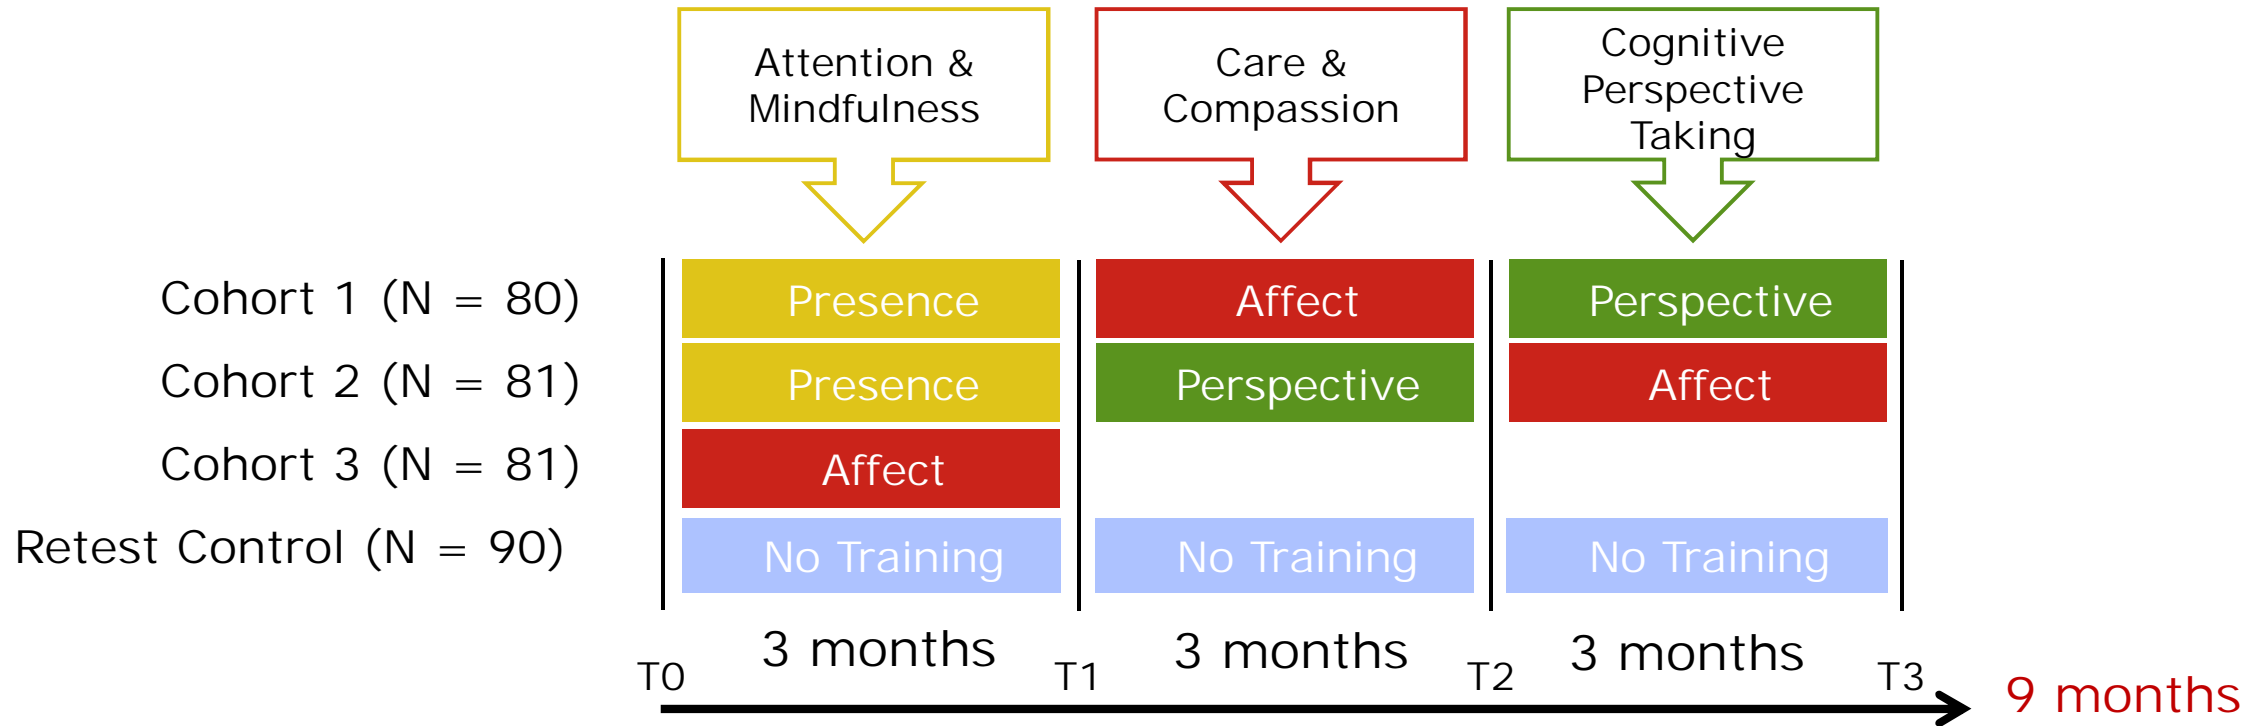 Attention &
Mindfulness
Care &
Compassion
Cognitive
Perspective
Taking
Cohort 1 (N = 80) Presence Affect Perspective
Cohort 2 (N = 81) Presence Perspective Affect
Cohort 3 (N = 81) Affect
Retest Control (N = 90) No Training No Training No Training
3 months 3 months 3 months
T0 T1 T2 T3
9 months